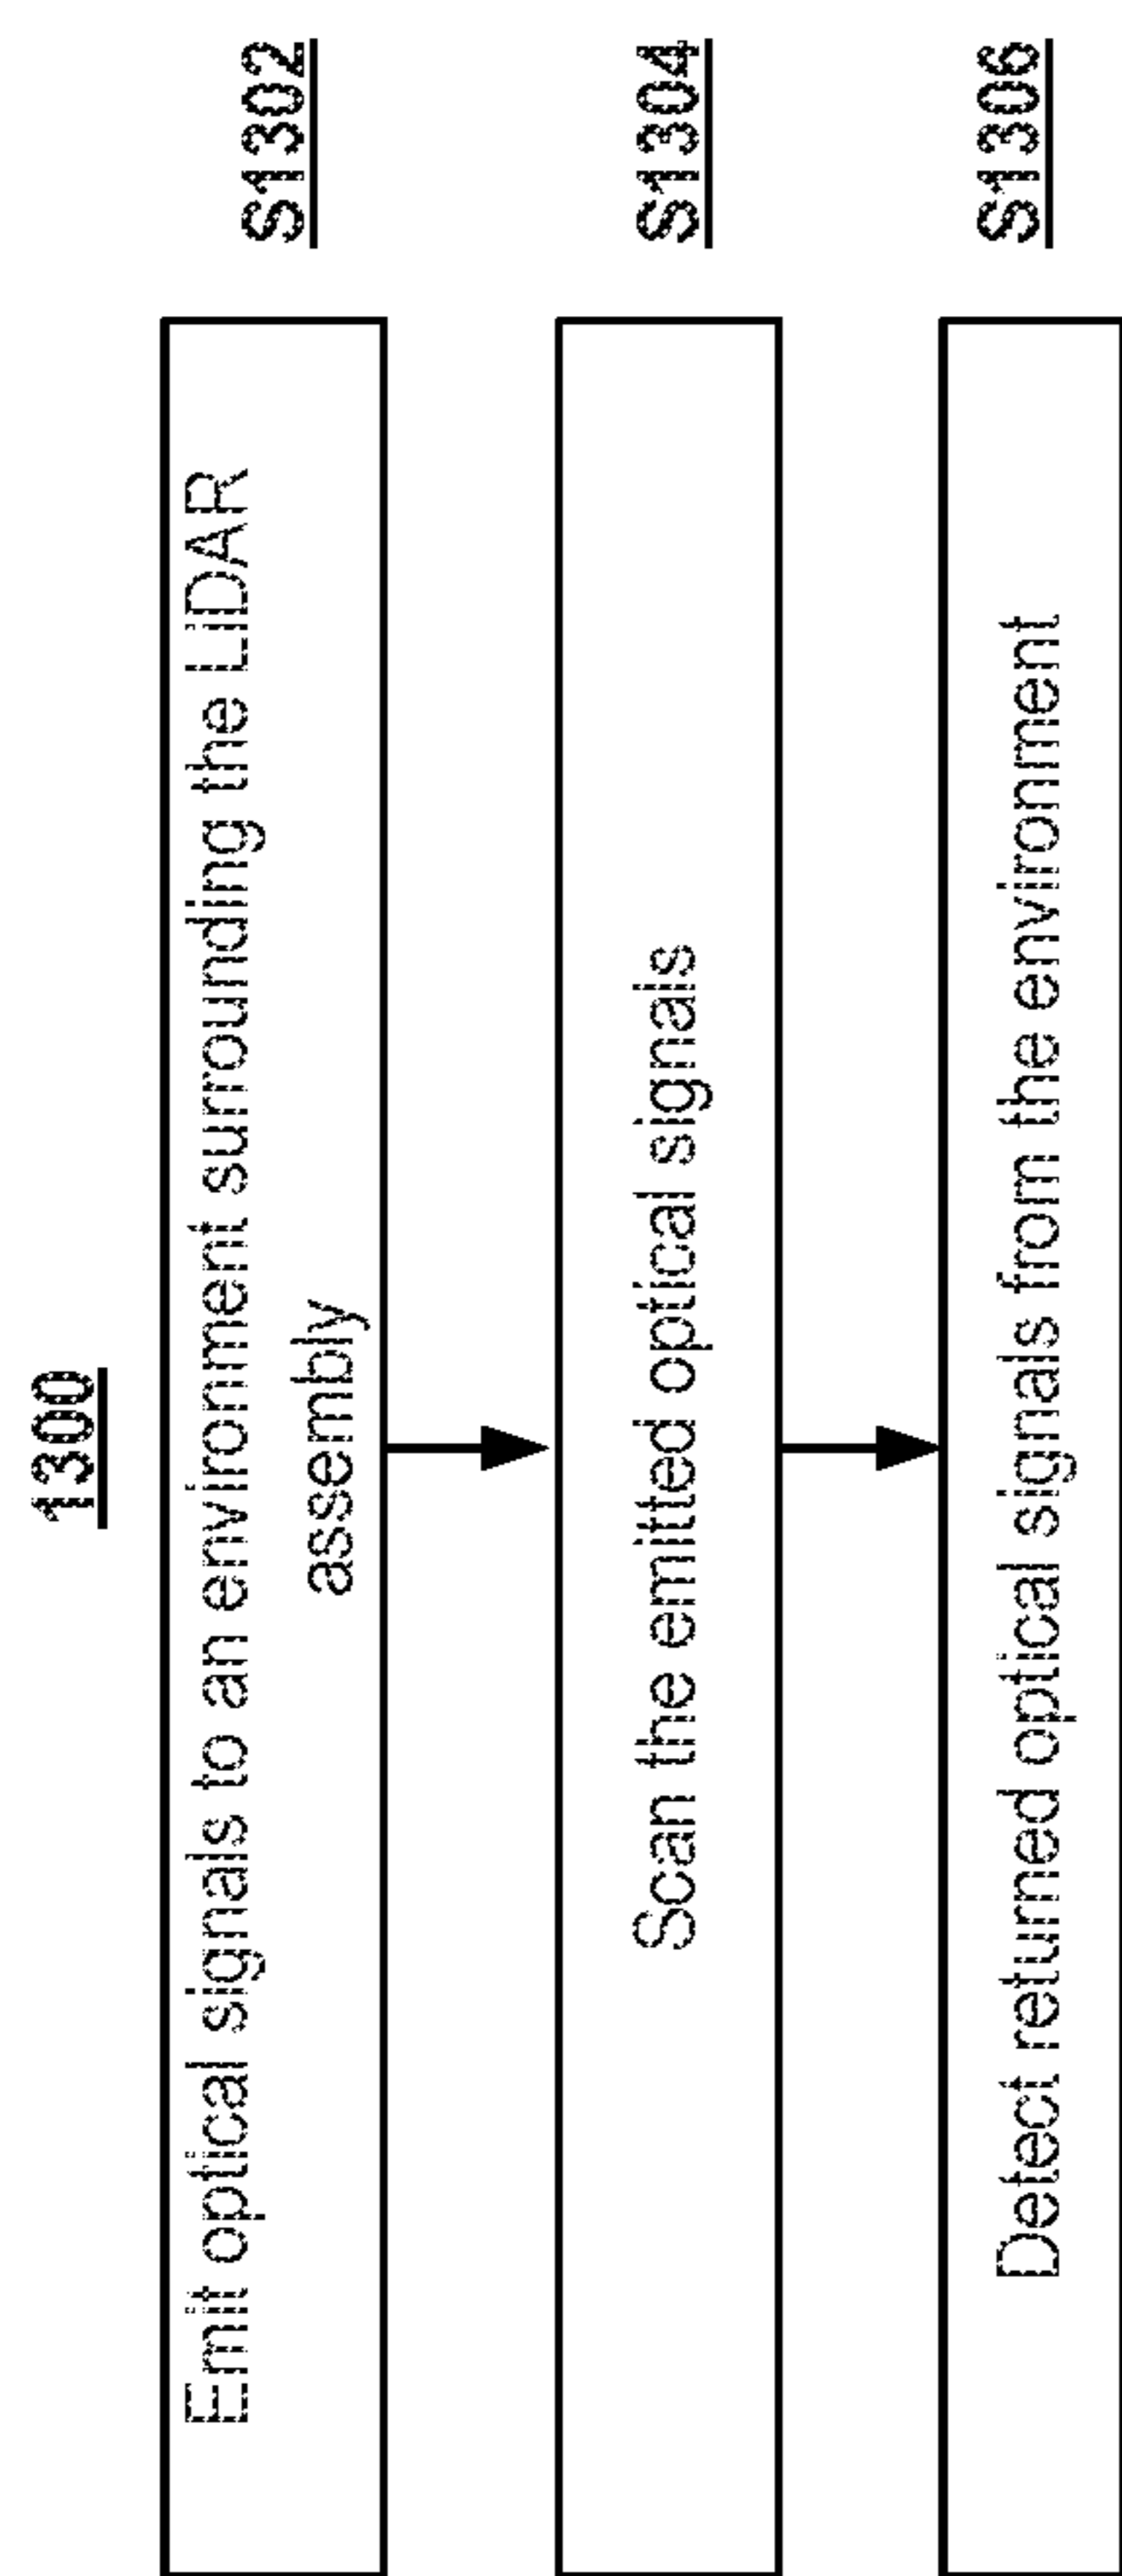 1300
Emit optical signals to an environment surrounding the LiDAR
assembly
S1302
Scan the emitted optical signals
S1304
Detect returned optical signals from the environment
S1306